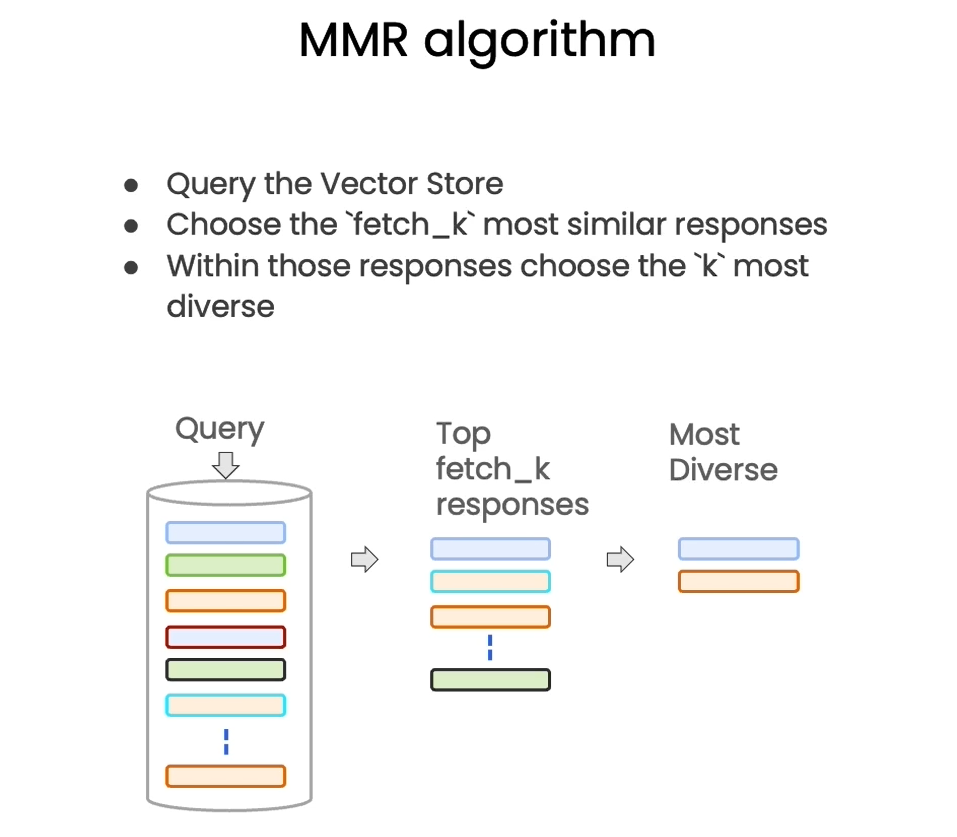 MMR algorithm
● Query the Vector Store
● Choose the `fetch_k` most similar responses
● Within those responses choose the `k` most
diverse
Query
Top
fetch_k
responses
Most
Diverse